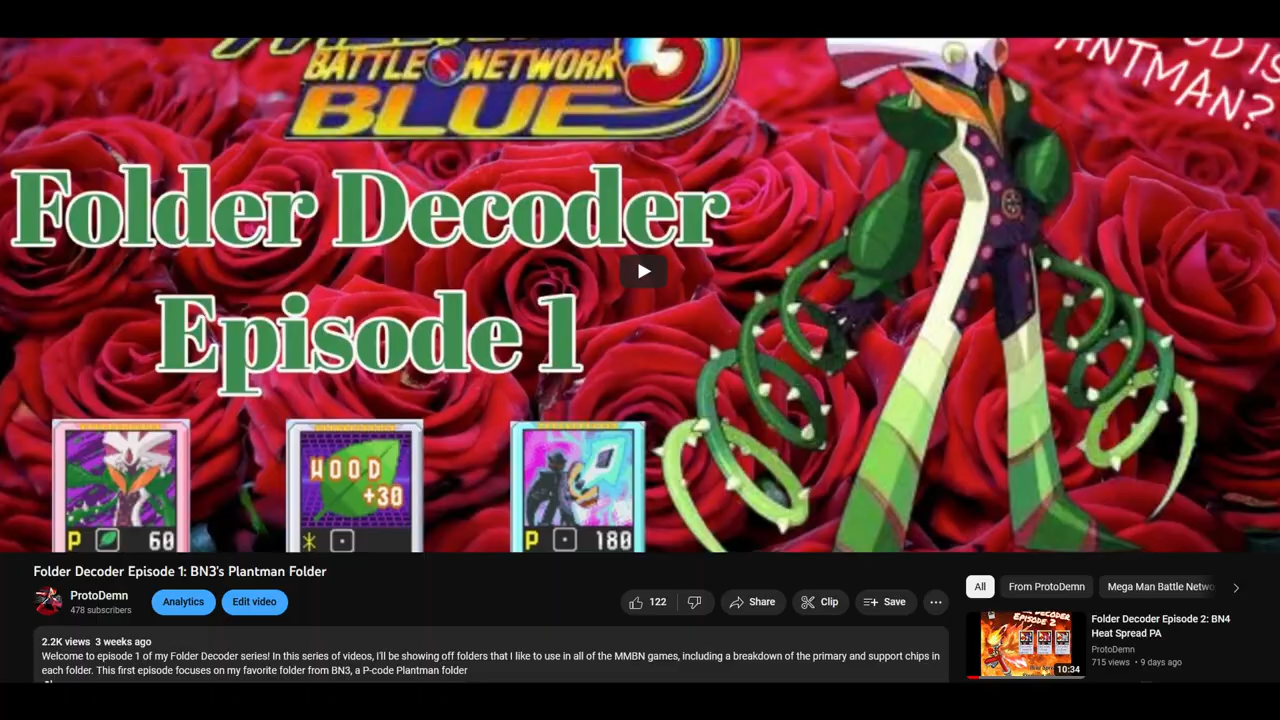 BATTLE NETWORK 3
BLUE
OD IS
ANTMAN?
Folder Decoder
Episode 1
WOOD
+30
P 60
P 180
Folder Decoder Episode 1: BN3's Plantman Folder
ProtoDemn
478 subscribers
Analytics
Edit video
122
Share
Clip
Save
All
From ProtoDemn
Mega Man Battle Netwo
2.2K views 3 weeks ago
Welcome to episode 1 of my Folder Decoder series! In this series of videos, I'll be showing off folders that I like to use in all of the MMBN games, including a breakdown of the primary and support chips in
each folder. This first episode focuses on my favorite folder from BN3, a P-code Plantman folder
EPISODE 2
10:34
Folder Decoder Episode 2: BN4
Heat Spread PA
ProtoDemn
715 views • 9 days ago